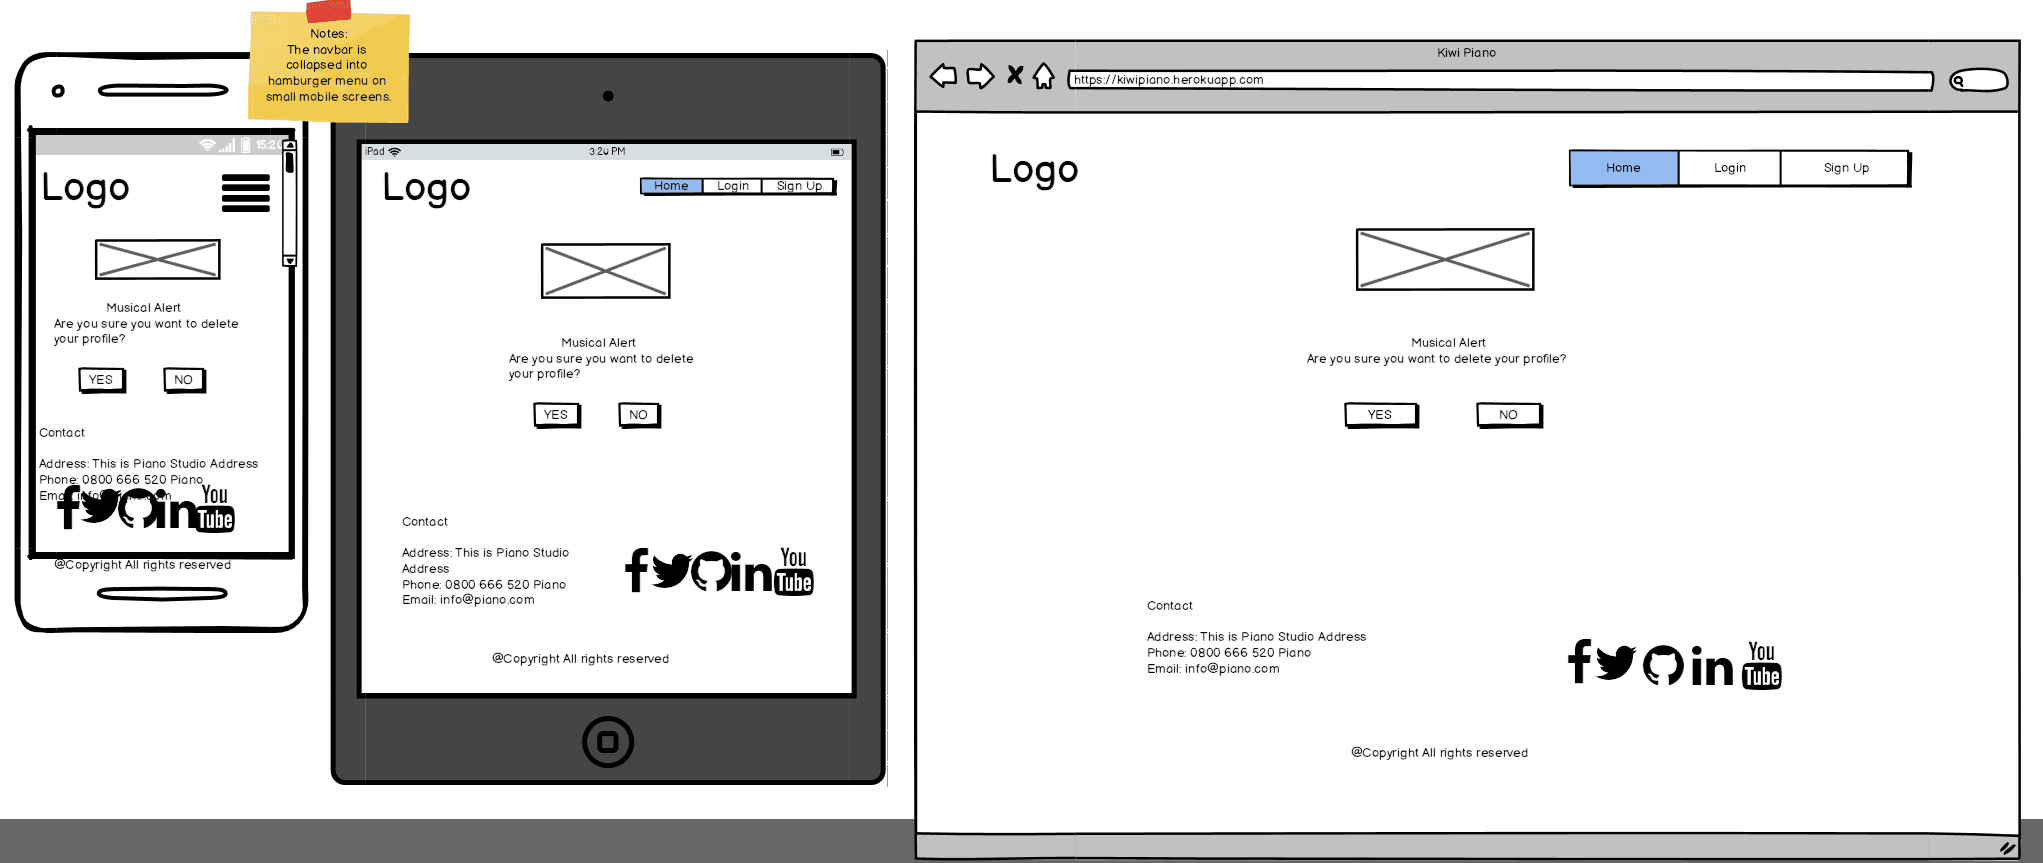 Notes:
The navbar is
collapsed into
hamburger menu on
small mobile screens.
15:20
Logo
Musical Alert
Are you sure you want to delete
your profile?
YES
NO
Contact
Address: This is Piano Studio Address
Phone: 0800 666 520 Piano
Email: info@piano.com
You
Tube
@Copyright All rights reserved
iPad
3:20 PM
Logo
Home
Login
Sign Up
Musical Alert
Are you sure you want to delete
your profile?
YES
NO
Contact
Address: This is Piano Studio
Address
Phone: 0800 666 520 Piano
Email: info@piano.com
f
in
You
Tube
@Copyright All rights reserved
Kiwi Piano
https://kiwipiano.herokuapp.com
Logo
Home
Login
Sign Up
Musical Alert
Are you sure you want to delete your profile?
YES
NO
Contact
Address: This is Piano Studio Address
Phone: 0800 666 520 Piano
Email: info@piano.com
f
in
You
Tube
@Copyright All rights reserved